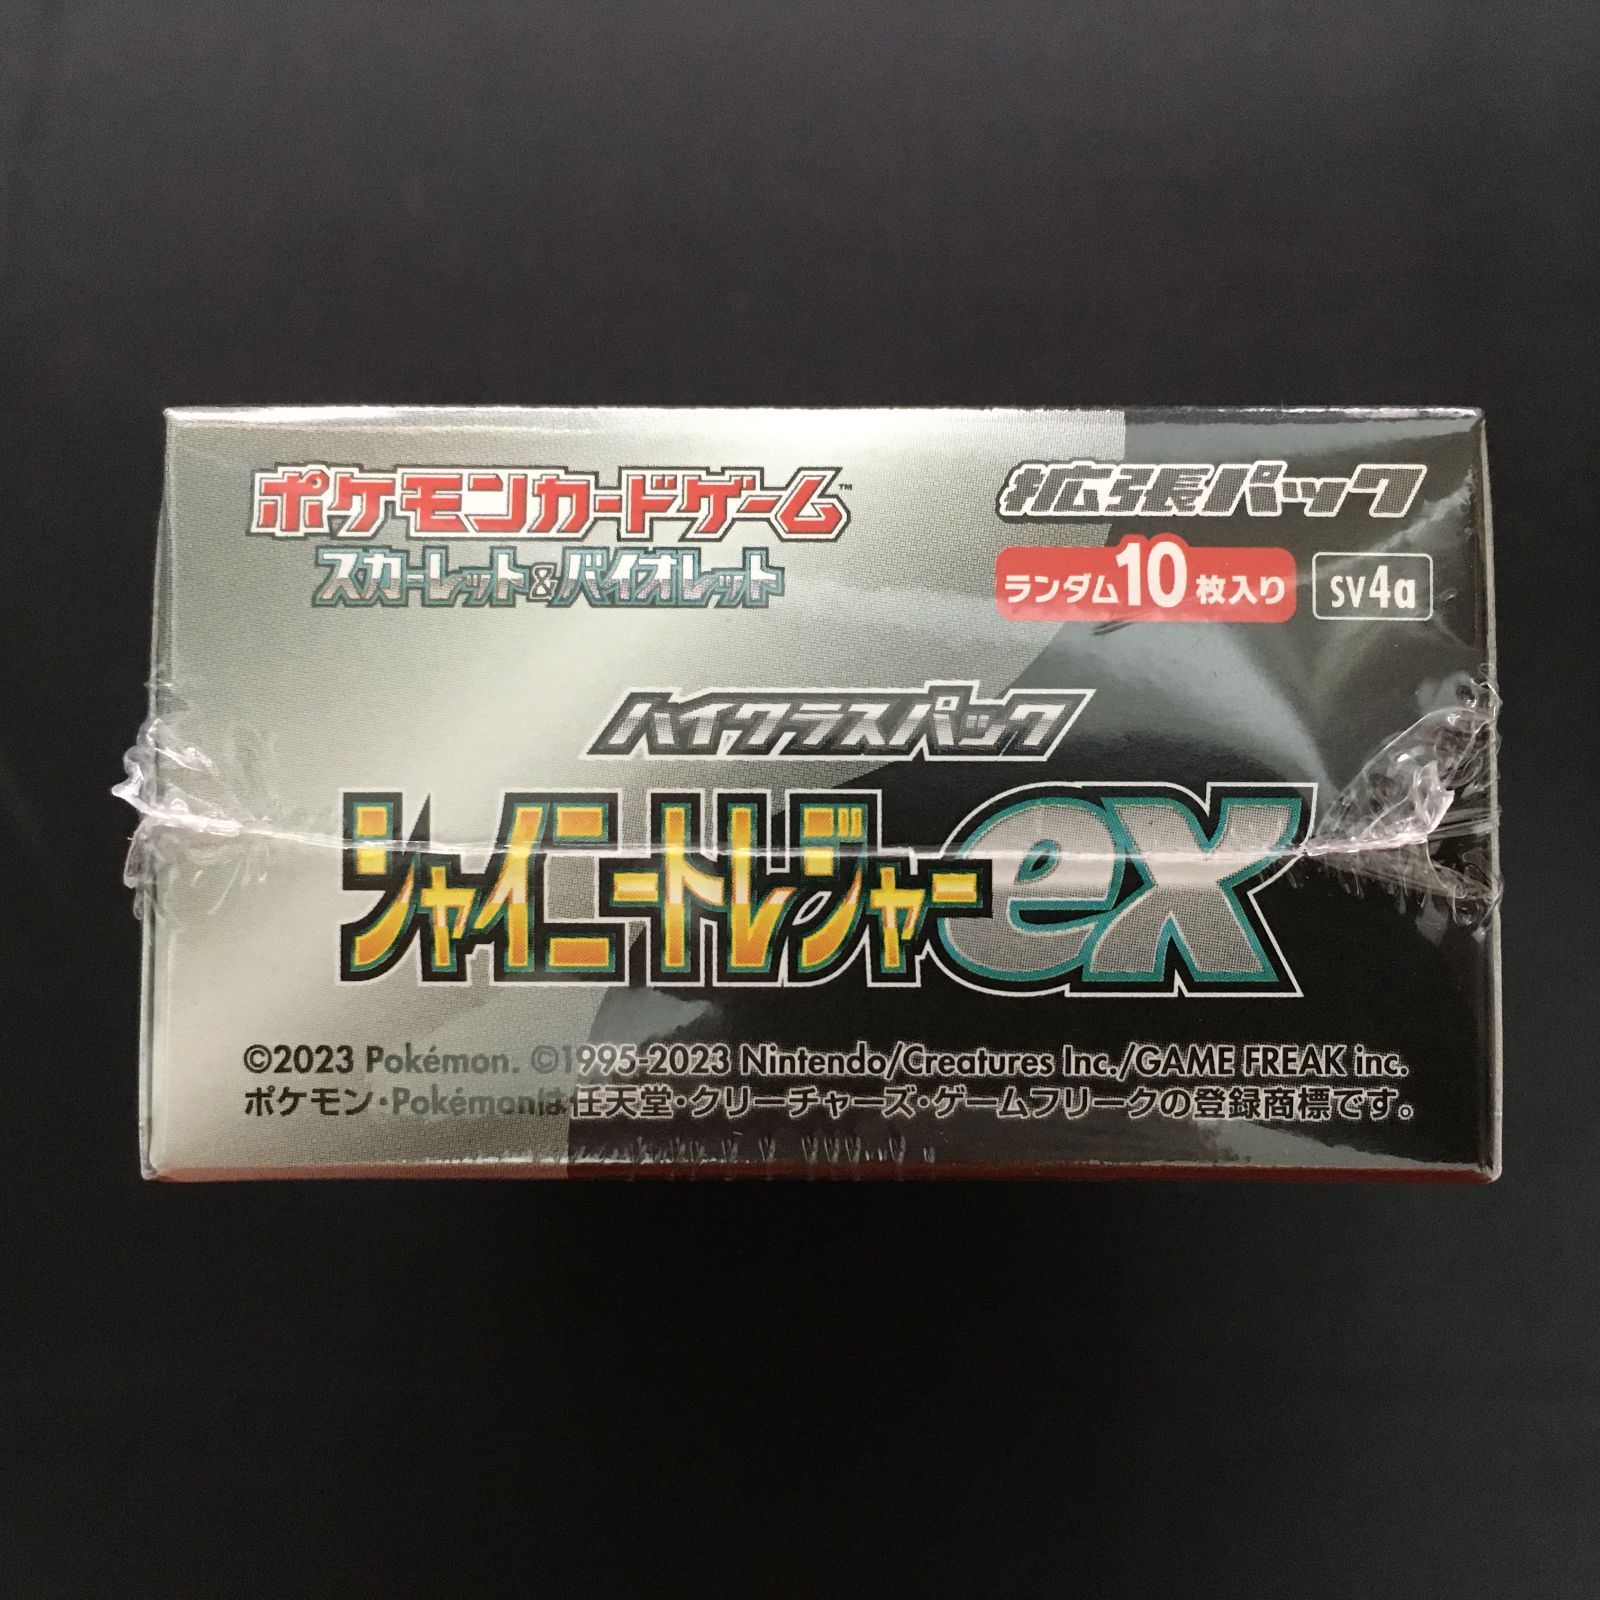 ポケモンカードゲーム™
スカーレット&バイオレット
拡張パック
ランダム10枚入り
sv4a
ハイクラスパック
シャイニートレジャーex
©2023 Pokémon. ©1995-2023 Nintendo/Creatures Inc./GAME FREAK inc.
ポケモン・Pokémonは任天堂・クリーチャーズ・ゲームフリークの登録商標です。